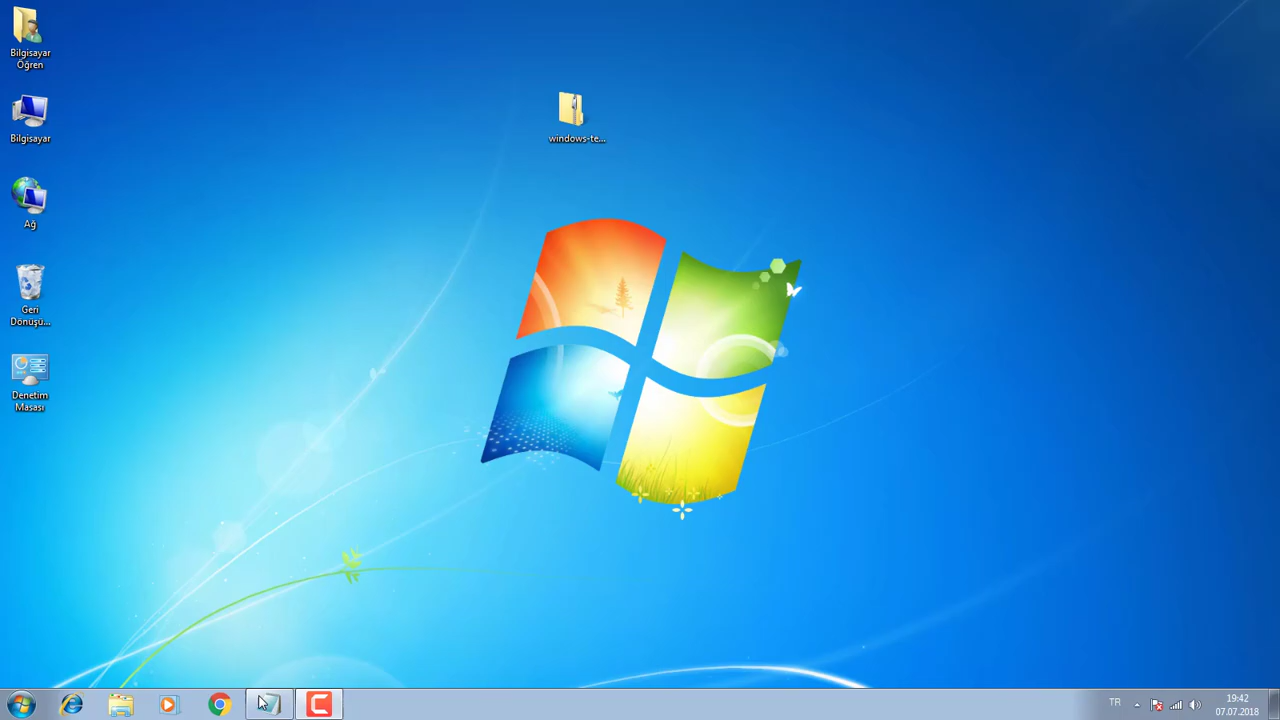 Bilgisayar
Öğren
Bilgisayar
Ağ
Geri
Dönüşü...
Denetim
Masası
windows-te...
TR
19:42
07.07.2018